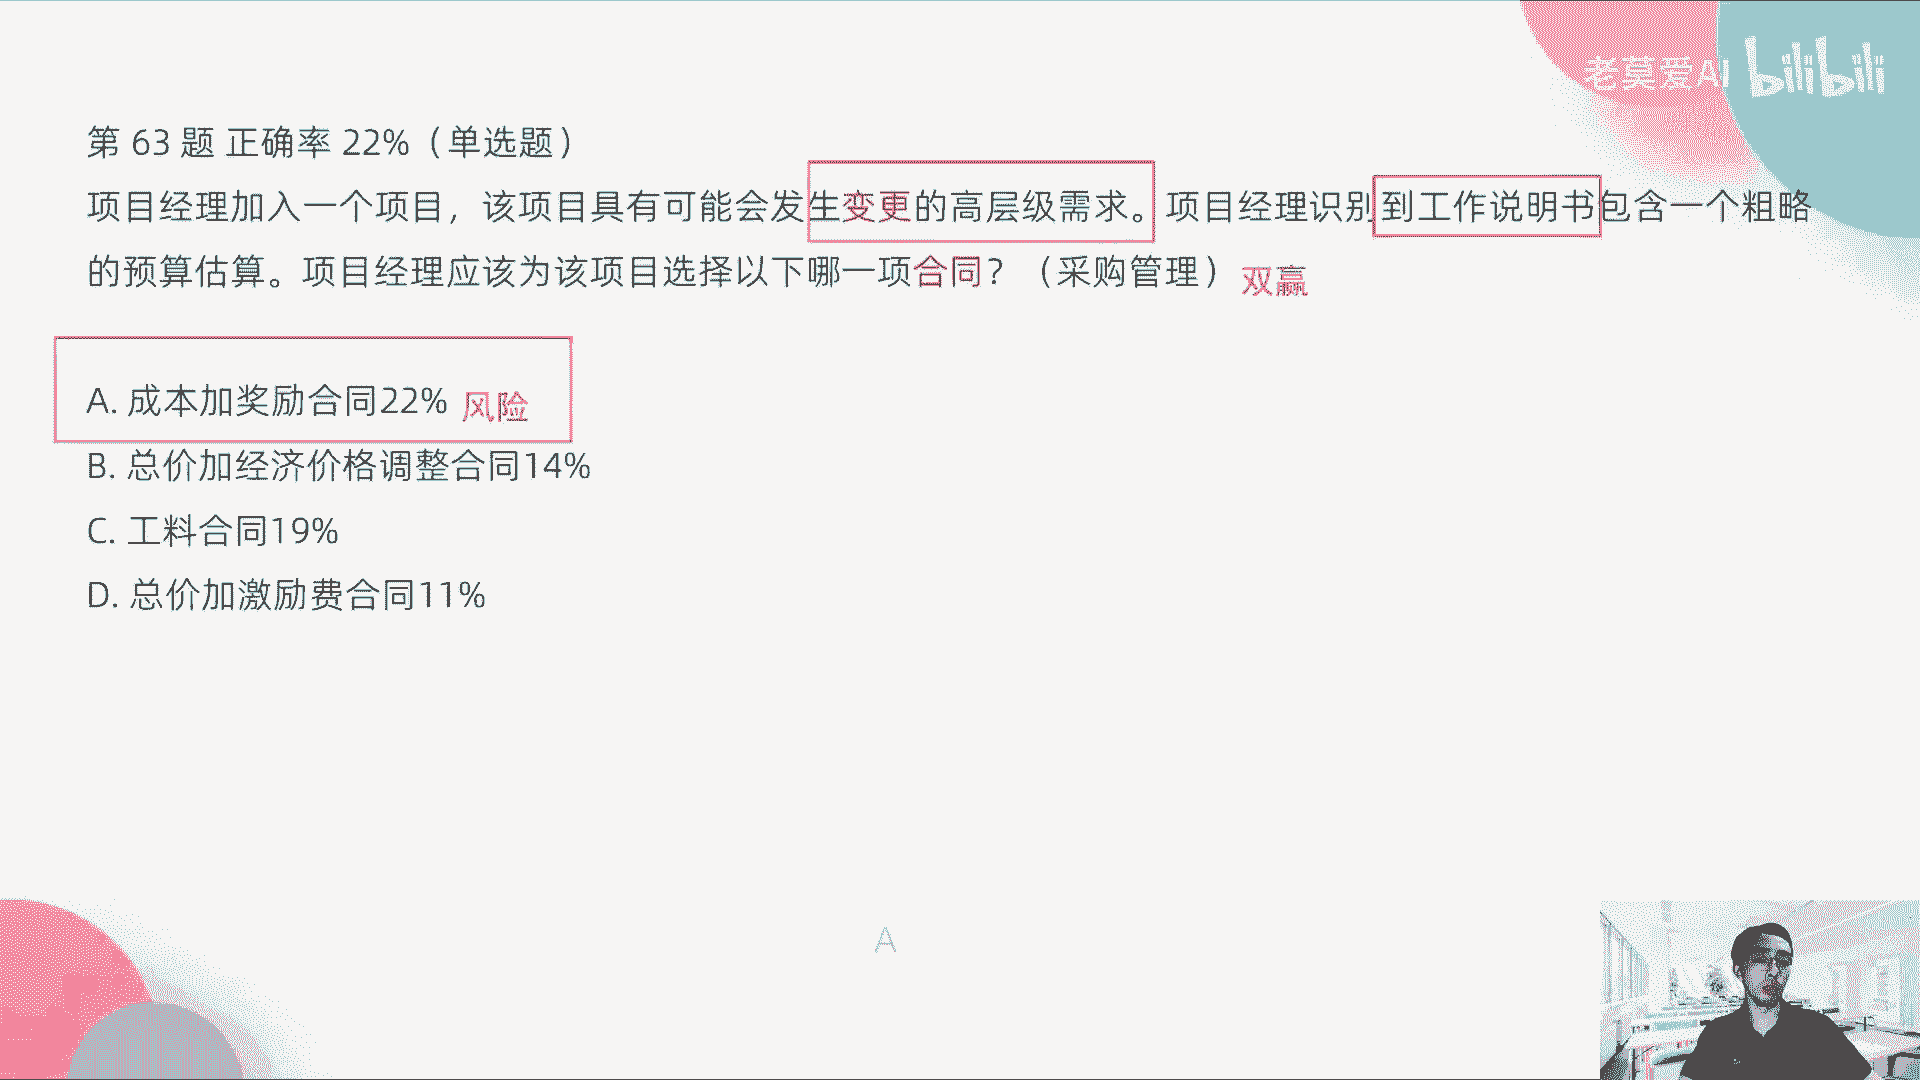 老莫爱AI bilibili
第 63 题 正确率 22%（单选题）
项目经理加入一个项目，该项目具有可能会发生变更的高层级需求。项目经理识别到工作说明书包含一个粗略
的预算估算。项目经理应该为该项目选择以下哪一项合同？（采购管理） 双赢
A. 成本加奖励合同22% 风险
B. 总价加经济价格调整合同14%
C. 工料合同19%
D. 总价加激励费合同11%
A